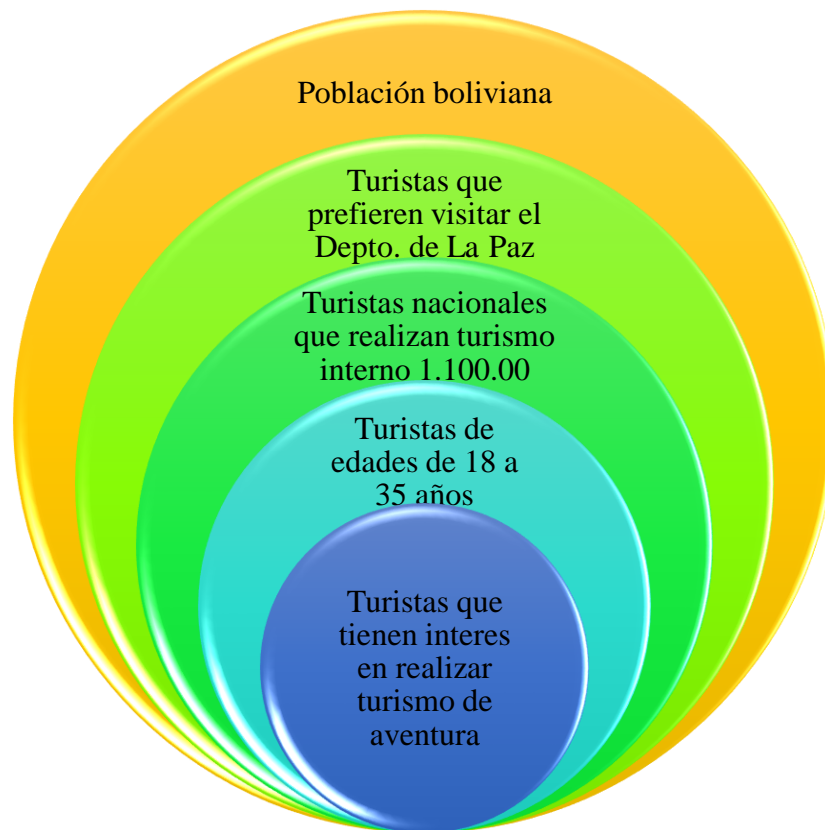 Población boliviana
Turistas que
prefieren visitar el
Depto. de La Paz
Turistas nacionales
que realizan turismo
interno 1.100.00
Turistas de
edades de 18 a
35 años
Turistas que
tienen interes
en realizar
turismo de
aventura